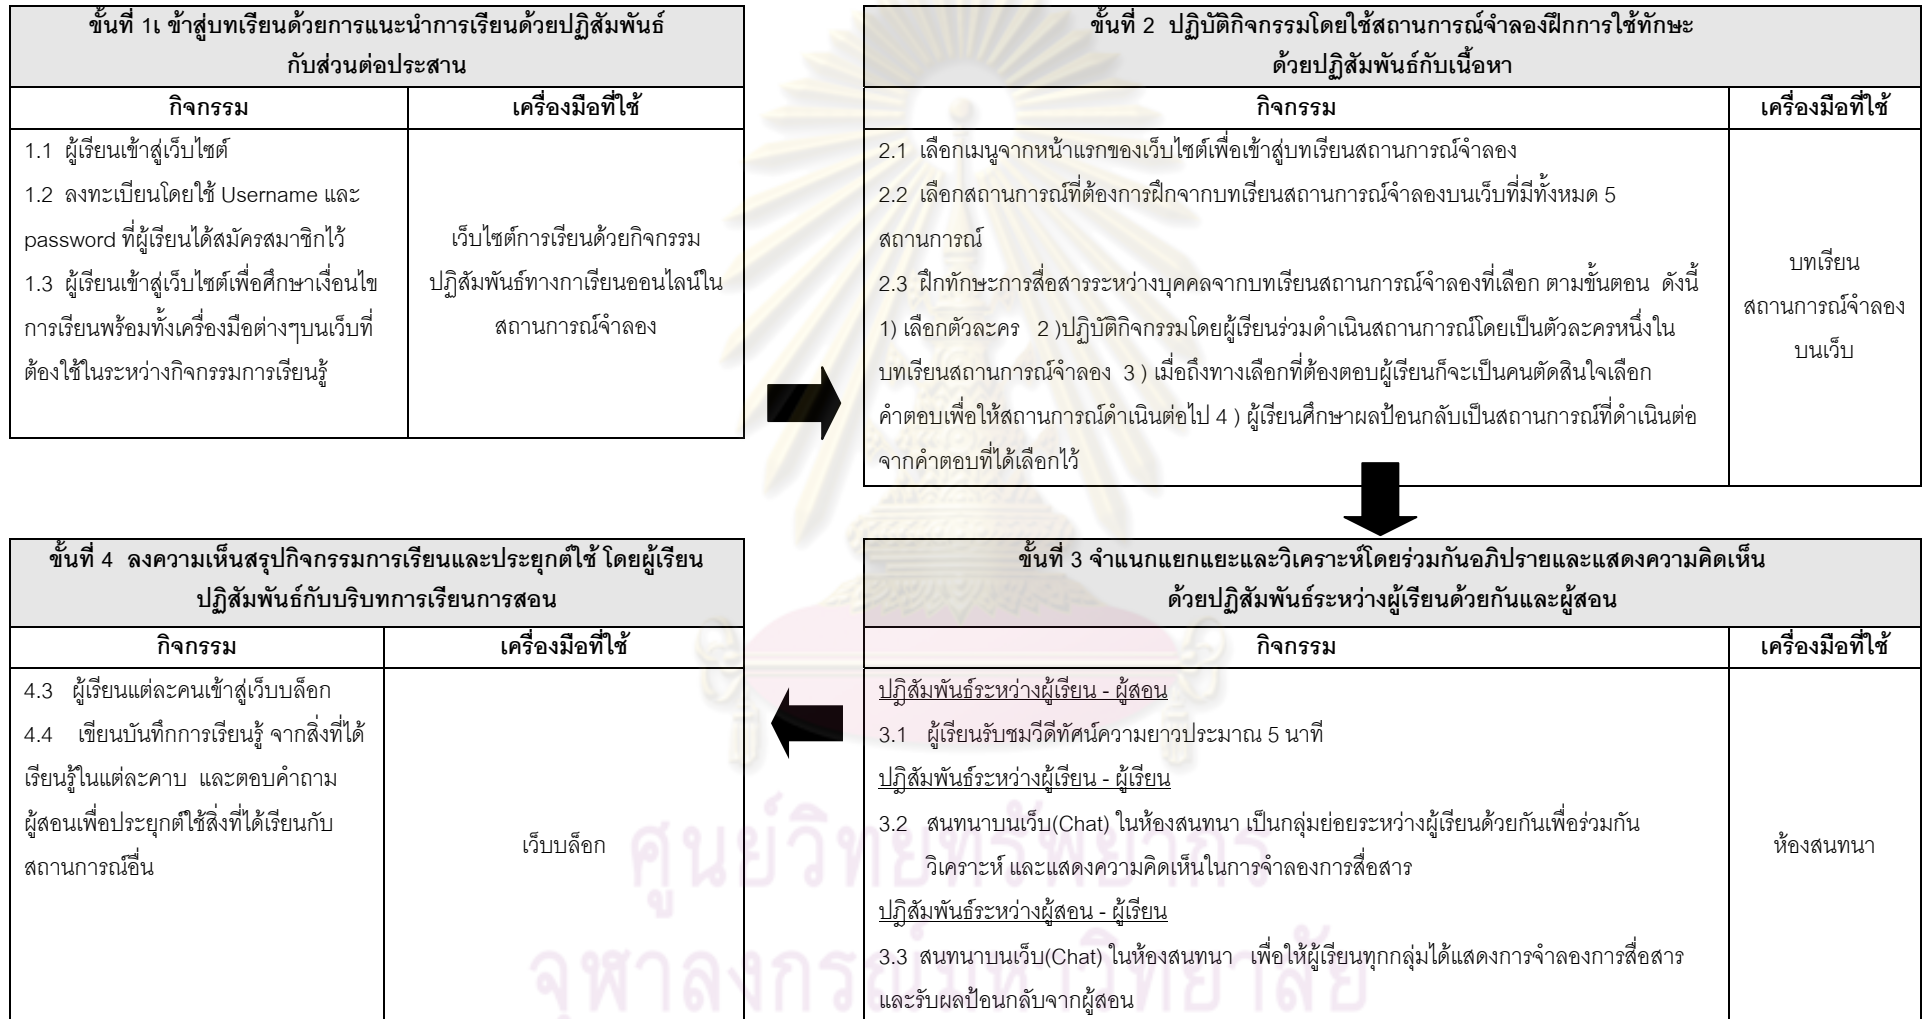 ขั้นที่ 1เ ข้าสู่บทเรียนด้วยการแนะนำการเรียนด้วยปฏิสัมพันธ์
กับส่วนต่อประสาน
กิจกรรม
เครื่องมือที่ใช้
1.1 ผู้เรียนเข้าสู่เว็บไซต์
1.2 ลงทะเบียนโดยใช้ Username และ
password ที่ผู้เรียนได้สมัครสมาชิกไว้
1.3 ผู้เรียนเข้าสู่เว็บไซต์เพื่อศึกษาเงื่อนไข
การเรียนพร้อมทั้งเครื่องมือต่างๆบนเว็บที่
ต้องใช้ในระหว่างกิจกรรมการเรียนรู้
เว็บไซต์การเรียนด้วยกิจกรรม
ปฏิสัมพันธ์ทางกาเรียนออนไลน์ใน
สถานการณ์จำลอง
ขั้นที่ 2 ปฏิบัติกิจกรรมโดยใช้สถานการณ์จำลองฝึกการใช้ทักษะ
ด้วยปฏิสัมพันธ์กับเนื้อหา
กิจกรรม
เครื่องมือที่ใช้
2.1 เลือกเมนูจากหน้าแรกของเว็บไซต์เพื่อเข้าสู่บทเรียนสถานการณ์จำลอง
2.2 เลือกสถานการณ์ที่ต้องการฝึกจากบทเรียนสถานการณ์จำลองบนเว็บที่มีทั้งหมด 5
สถานการณ์
2.3 ฝึกทักษะการสื่อสารระหว่างบุคคลจากบทเรียนสถานการณ์จำลองที่เลือก ตามขั้นตอน ดังนี้
1) เลือกตัวละคร 2 )ปฏิบัติกิจกรรมโดยผู้เรียนร่วมดำเนินสถานการณ์โดยเป็นตัวละครหนึ่งใน
บทเรียนสถานการณ์จำลอง 3 ) เมื่อถึงทางเลือกที่ต้องตอบผู้เรียนก็จะเป็นคนตัดสินใจเลือก
คำตอบเพื่อให้สถานการณ์ดำเนินต่อไป 4 ) ผู้เรียนศึกษาผลป้อนกลับเป็นสถานการณ์ที่ดำเนินต่อ
จากคำตอบที่ได้เลือกไว้
บทเรียน
สถานการณ์จำลอง
บนเว็บ
ขั้นที่ 3 จำแนกแยกแยะและวิเคราะห์โดยร่วมกันอภิปรายและแสดงความคิดเห็น
ด้วยปฏิสัมพันธ์ระหว่างผู้เรียนด้วยกันและผู้สอน
กิจกรรม
เครื่องมือที่ใช้
ปฏิสัมพันธ์ระหว่างผู้เรียน - ผู้สอน
3.1 ผู้เรียนรับชมวีดีทัศน์ความยาวประมาณ 5 นาที
ปฏิสัมพันธ์ระหว่างผู้เรียน - ผู้เรียน
3.2 สนทนาบนเว็บ(Chat) ในห้องสนทนา เป็นกลุ่มย่อยระหว่างผู้เรียนด้วยกันเพื่อร่วมกัน
วิเคราะห์ และแสดงความคิดเห็นในการจำลองการสื่อสาร
ปฏิสัมพันธ์ระหว่างผู้สอน - ผู้เรียน
3.3 สนทนาบนเว็บ(Chat) ในห้องสนทนา เพื่อให้ผู้เรียนทุกกลุ่มได้แสดงการจำลองการสื่อสาร
และรับผลป้อนกลับจากผู้สอน
ห้องสนทนา
ขั้นที่ 4 ลงความเห็นสรุปกิจกรรมการเรียนและประยุกต์ใช้ โดยผู้เรียน
ปฏิสัมพันธ์กับบริบทการเรียนการสอน
กิจกรรม
เครื่องมือที่ใช้
4.3 ผู้เรียนแต่ละคนเข้าสู่เว็บบล็อก
4.4 เขียนบันทึกการเรียนรู้ จากสิ่งที่ได้
เรียนรู้ในแต่ละคาบ และตอบคำถาม
ผู้สอนเพื่อประยุกต์ใช้สิ่งที่ได้เรียนกับ
สถานการณ์อื่น
เว็บบล็อก
ศูนย์วิทยทรัพยากร
จุฬาลงกรณ์มหาวิทยาลัย